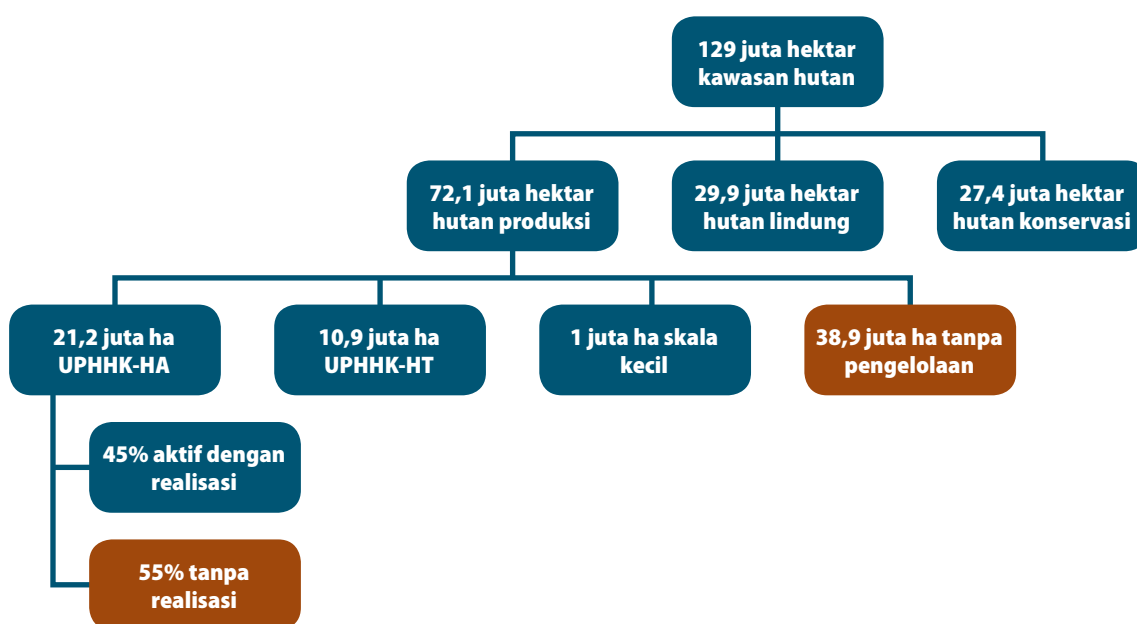 129 juta hektar
kawasan hutan
72,1 juta hektar
hutan produksi
29,9 juta hektar
hutan lindung
27,4 juta hektar
hutan konservasi
21,2 juta ha
UPHHK-HA
10,9 juta ha
UPHHK-HT
1 juta ha skala
kecil
38,9 juta ha tanpa
pengelolaan
45% aktif dengan
realisasi
55% tanpa
realisasi